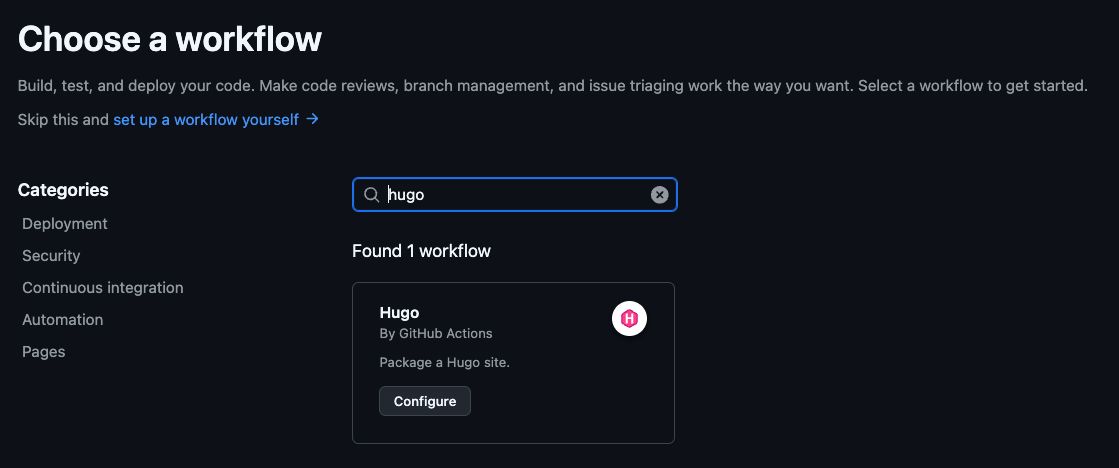 Choose a workflow
Build, test, and deploy your code. Make code reviews, branch management, and issue triaging work the way you want. Select a workflow to get started.
Skip this and set up a workflow yourself →
Categories
Deployment
Security
Continuous integration
Automation
Pages
hugo
Found 1 workflow
Hugo
H
By GitHub Actions
Package a Hugo site.
Configure